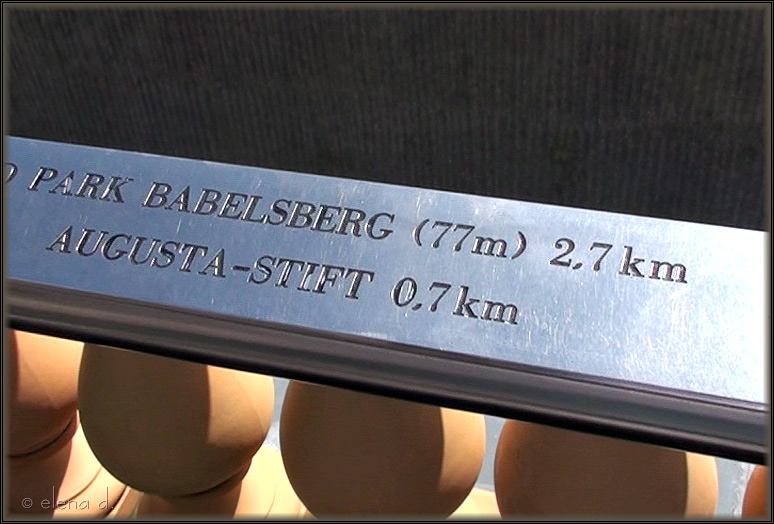 PARK BABELSBERG (77m) 2,7km
AUGUSTA-STIFT 0,7km
© elena d.